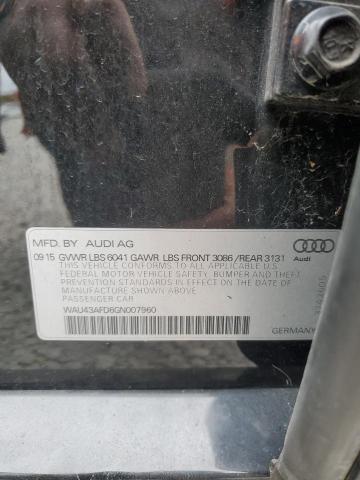 MFD. BY AUDI AG
09 15 GVWR LBS 6041 GAWR LBS FRONT 3086 /REAR 3131
THIS VEHICLE CONFORMS TO ALL APPLICABLE U.S.
FEDERAL MOTOR VEHICLE SAFETY, BUMPER AND THEFT
PREVENTION STANDARDS IN EFFECT ON THE DATE OF
MANUFACTURE SHOWN ABOVE
PASSENGER CAR
WAU43AFD6GN007960
Audi
GERMANY